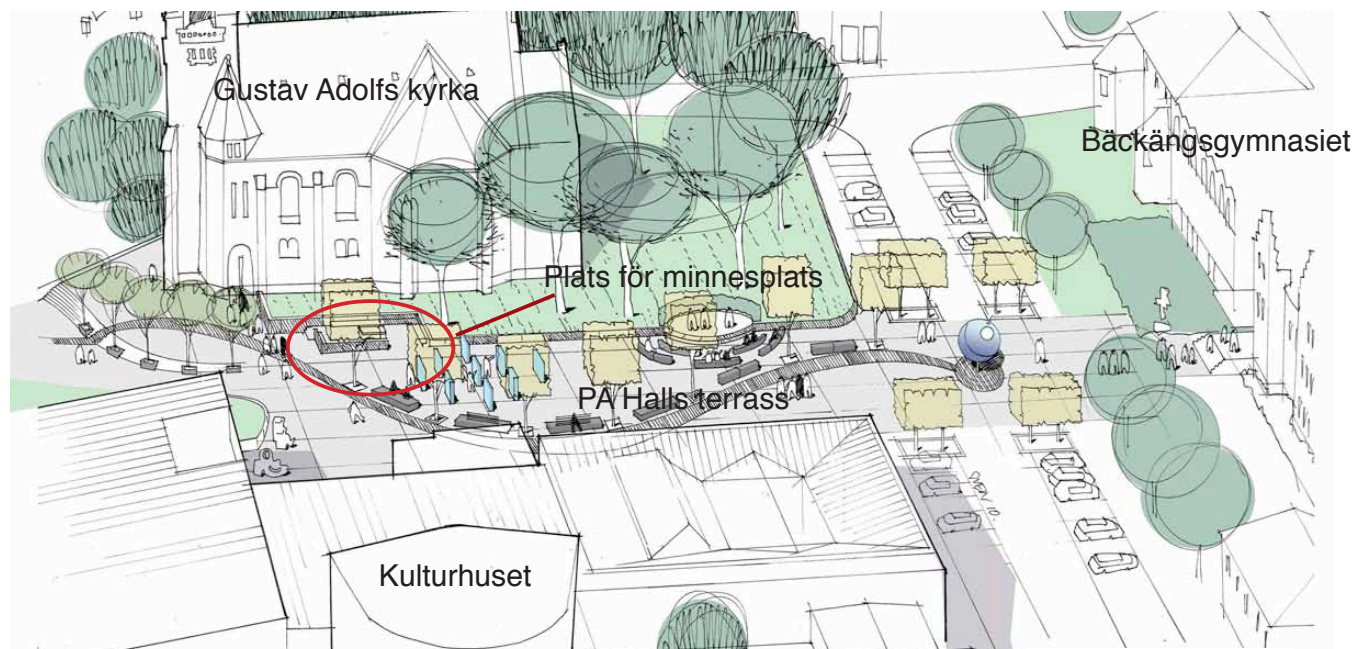 Gustav Adolfs kyrka
Bäckängsgymnasiet
Plats för minnesplats
PA Halls terrass
Kulturhuset